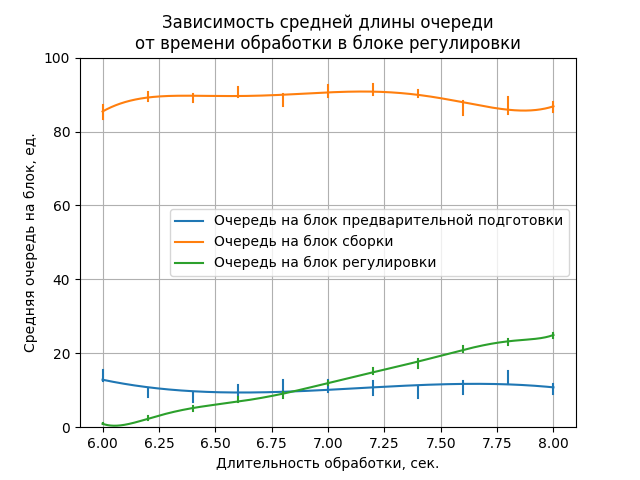 Зависимость средней длины очереди
от времени обработки в блоке регулировки
Средняя очередь на блок, ед.
100
80
60
40
20
0
Очередь на блок предварительной подготовки
Очередь на блок сборки
Очередь на блок регулировки
6.00 6.25 6.50 6.75 7.00 7.25 7.50 7.75 8.00
Длительность обработки, сек.